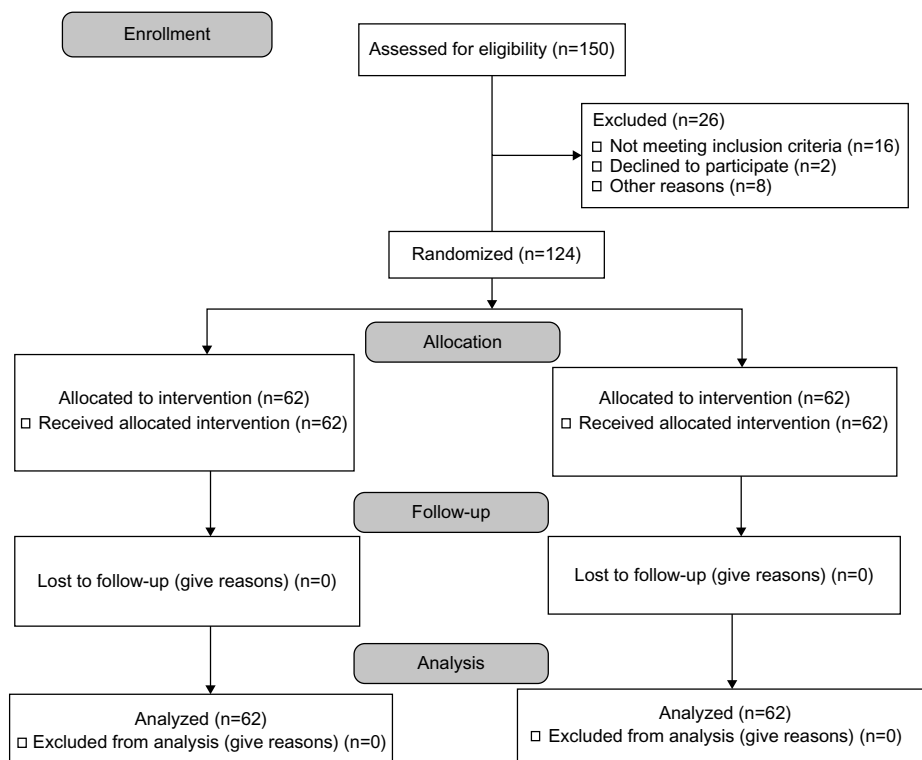 Enrollment
Assessed for eligibility (n=150)
Excluded (n=26)
□ Not meeting inclusion criteria (n=16)
□ Declined to participate (n=2)
□ Other reasons (n=8)
Randomized (n=124)
Allocation
Allocated to intervention (n=62)
□ Received allocated intervention (n=62)
Allocated to intervention (n=62)
□ Received allocated intervention (n=62)
Follow-up
Lost to follow-up (give reasons) (n=0)
Lost to follow-up (give reasons) (n=0)
Analysis
Analyzed (n=62)
□ Excluded from analysis (give reasons) (n=0)
Analyzed (n=62)
□ Excluded from analysis (give reasons) (n=0)